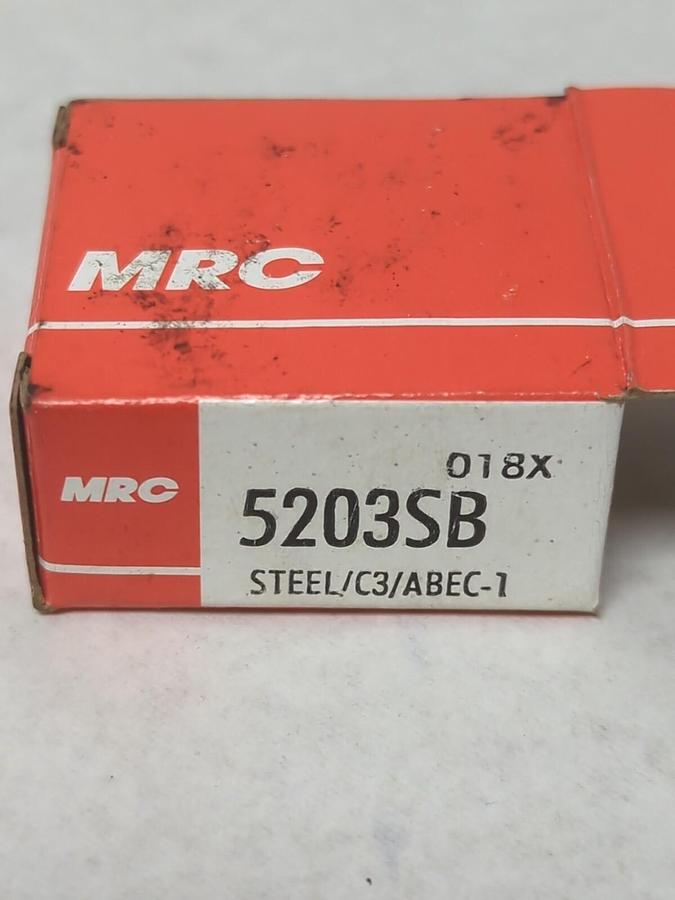 MRC
MRC
018X
5203SB
STEEL/C3/ABEC-1